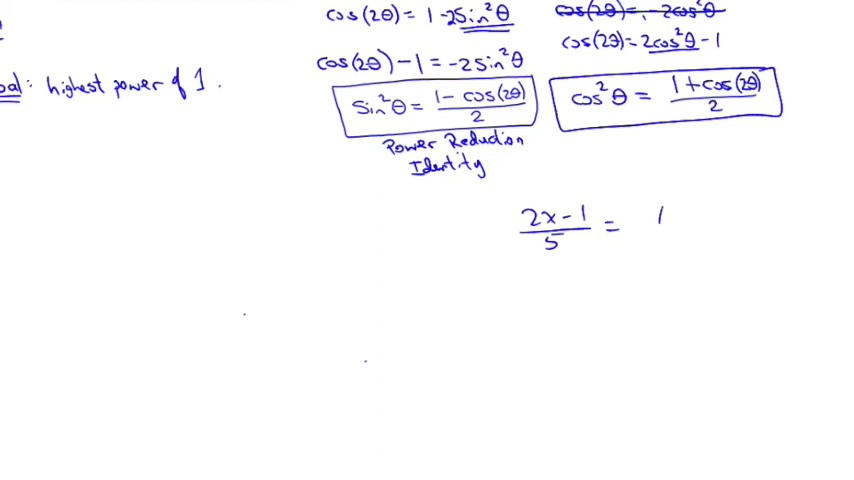 cos(2θ) = 1 - 2sin²θ
cos(2θ) = - 2cos²θ
cos(2θ) = 2cos²θ - 1
cos(2θ) - 1 = -2sin²θ
highest power of 1.
sin²θ = (1 - cos(2θ))/2
cos²θ = (1 + cos(2θ))/2
Power Reduction
Identity
(2x - 1)/5 = 1